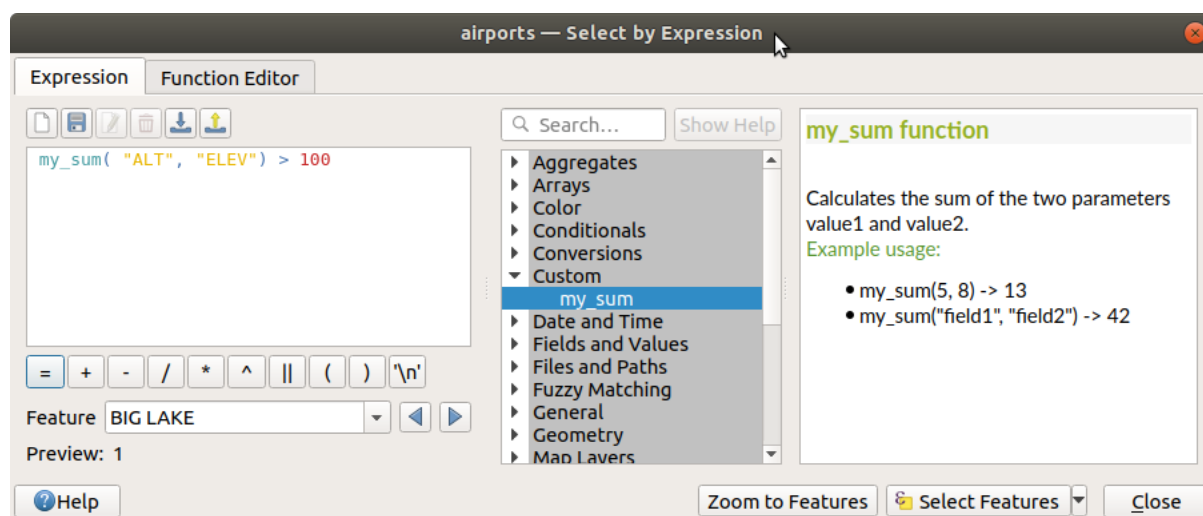 airports — Select by Expression
Expression
Function Editor
Search...
Show Help
my_sum( "ALT", "ELEV") > 100
Aggregates
Arrays
Color
Conditionals
Conversions
Custom
my_sum
Date and Time
Fields and Values
Files and Paths
Fuzzy Matching
General
Geometry
Map Layers
my_sum function
Calculates the sum of the two parameters
value1 and value2.
Example usage:
• my_sum(5, 8) -> 13
• my_sum("field1", "field2") -> 42
= + - / * ^ || ( ) '\n'
Feature BIG LAKE
Preview: 1
Help
Zoom to Features
Select Features
Close